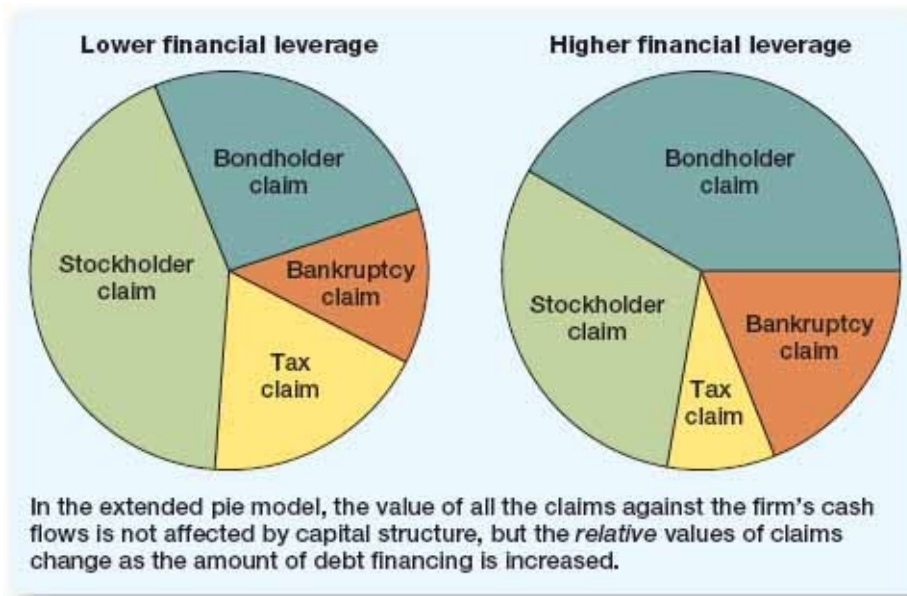 Lower financial leverage
Bondholder
claim
Stockholder
claim
Bankruptcy
claim
Tax
claim
Higher financial leverage
Bondholder
claim
Stockholder
claim
Bankruptcy
claim
Tax
claim
In the extended pie model, the value of all the claims against the firm's cash
flows is not affected by capital structure, but the relative values of claims
change as the amount of debt financing is increased.